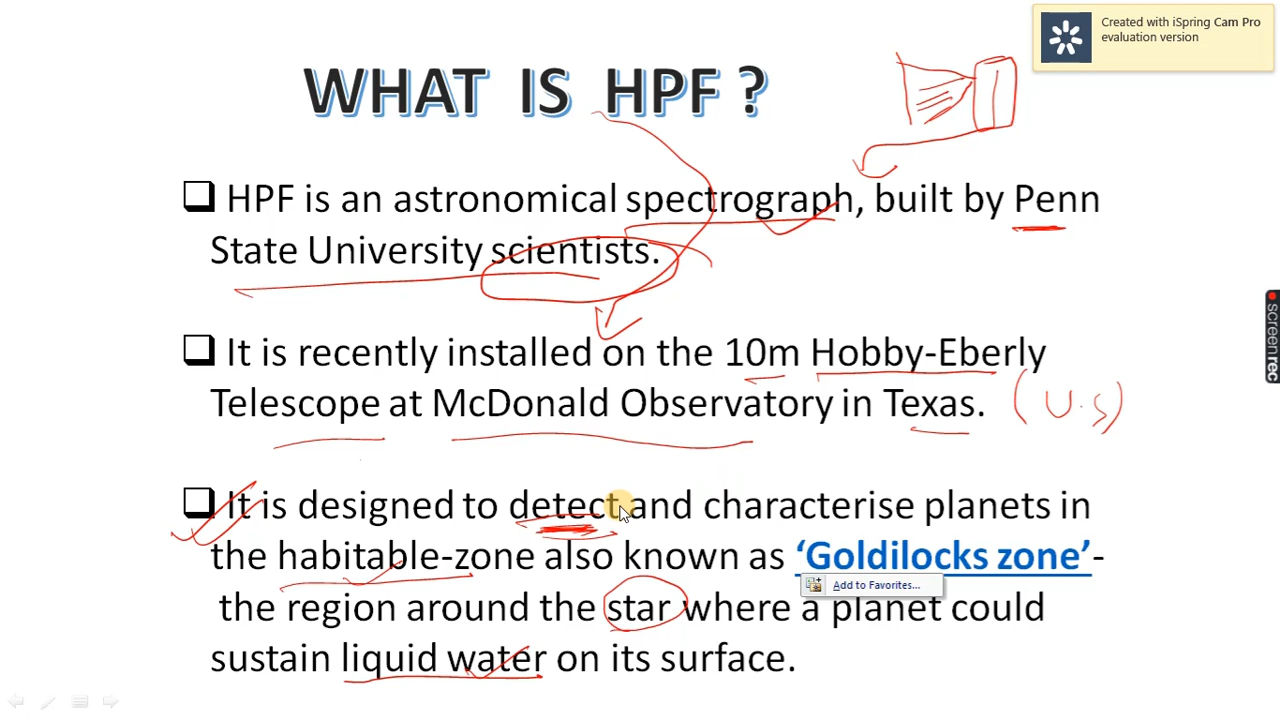 Created with iSpring Cam Pro
evaluation version
WHAT IS HPF ?
HPF is an astronomical spectrograph, built by Penn
State University scientists.
It is recently installed on the 10m Hobby-Eberly
Telescope at McDonald Observatory in Texas. (U.S)
It is designed to detect and characterise planets in
the habitable-zone also known as ‘Goldilocks zone’-
Add to Favorites...
the region around the star where a planet could
sustain liquid water on its surface.
screenrec